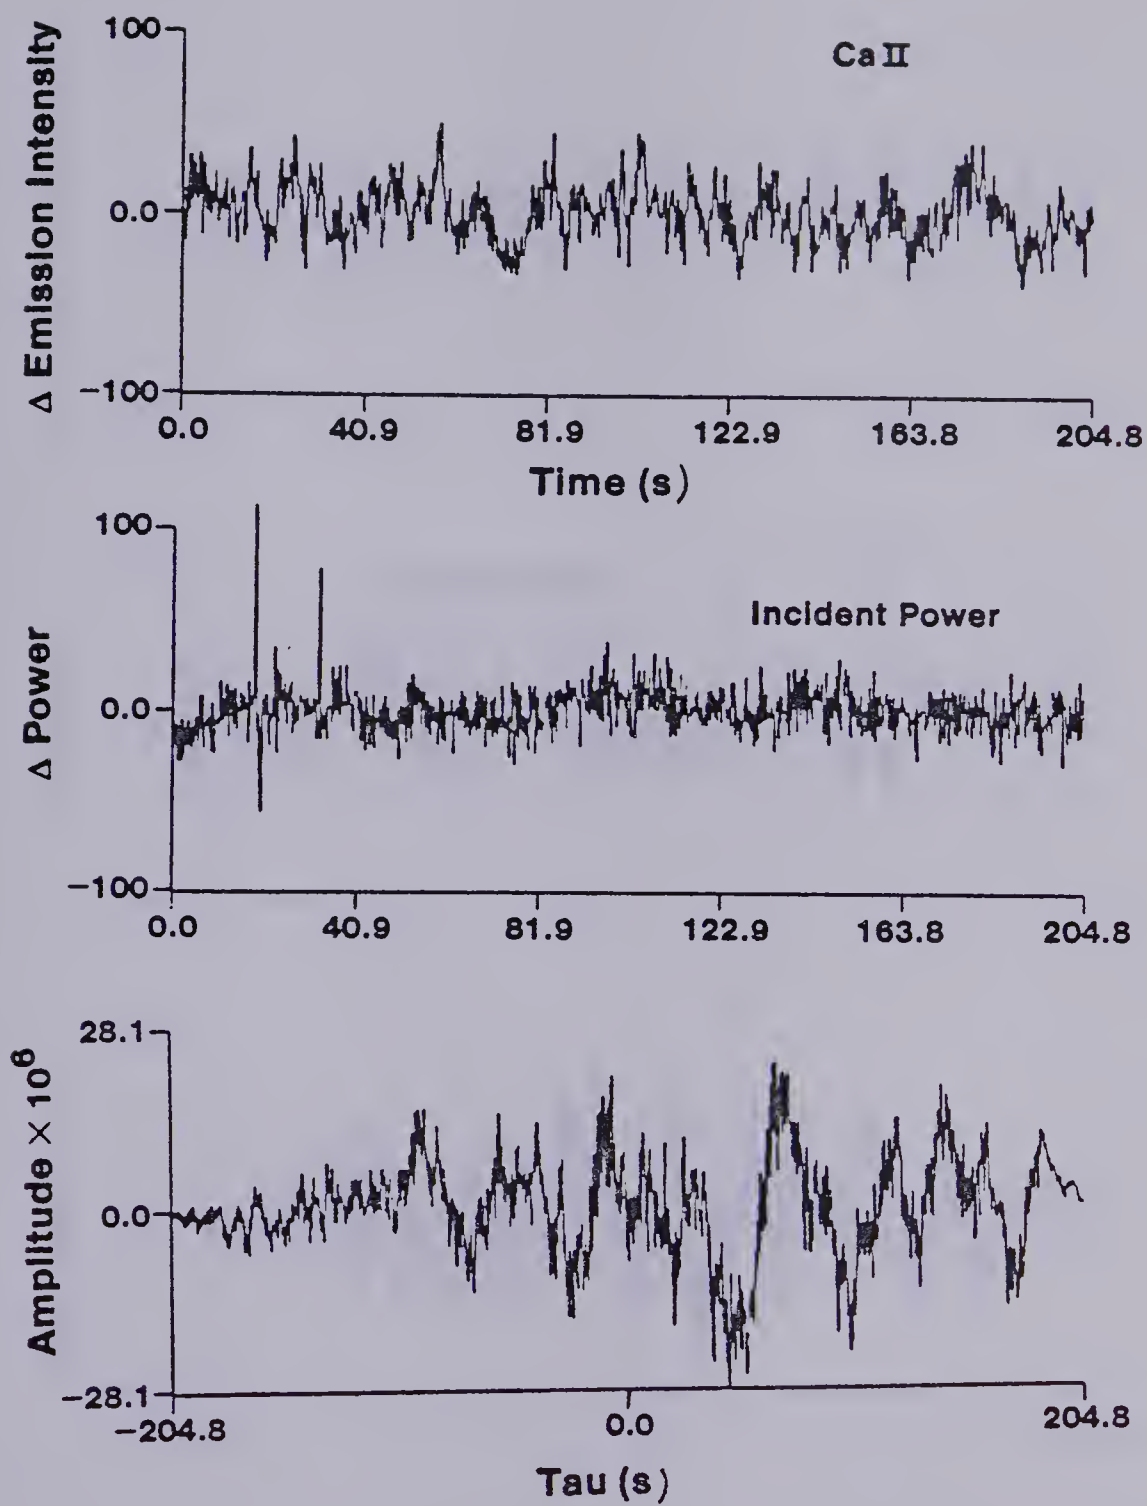 Δ Emission Intensity
100
0.0
−100
Ca II
0.0 40.9 81.9 122.9 163.8 204.8
Time (s)
Δ Power
100
0.0
−100
Incident Power
0.0 40.9 81.9 122.9 163.8 204.8
Amplitude × 10⁶
28.1
0.0
−28.1
−204.8 0.0 204.8
Tau (s)